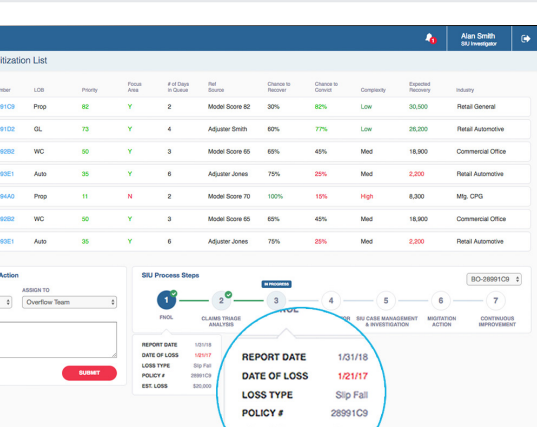 1
Alan Smith
SIU Investigator
itization List
mber LOB Priority Focus Area # of Days in Queue Ref Source Chance to Recover Chance to Convict Complexity Expected Recovery Industry
91C9 Prop 82 Y 2 Model Score 82 30% 82% Low 30,500 Retail General
91D2 GL 73 Y 4 Adjuster Smith 60% 77% Low 26,200 Retail Automotive
92B2 WC 50 Y 3 Model Score 65 65% 45% Med 18,900 Commercial Office
93E1 Auto 35 Y 6 Adjuster Jones 75% 25% Med 2,200 Retail Automotive
94A0 Prop 11 N 2 Model Score 70 100% 15% High 8,300 Mfg. CPG
92B2 WC 50 Y 3 Model Score 65 65% 45% Med 18,900 Commercial Office
93E1 Auto 35 Y 6 Adjuster Jones 75% 25% Med 2,200 Retail Automotive
Action
ASSIGN TO
Overflow Team
SUBMIT
SIU Process Steps
BO-28991C9
IN PROGRESS
1 2 3 4 5 6 7
FNOL
CLAIMS TRIAGE
ANALYSIS
OR
SIU CASE MANAGEMENT
& INVESTIGATION
MIGITATION
ACTION
CONTINUOUS
IMPROVEMENT
REPORT DATE 1/31/18
DATE OF LOSS 1/21/17
LOSS TYPE Slip Fall
POLICY # 28991C9
EST. LOSS $20,000
REPORT DATE 1/31/18
DATE OF LOSS 1/21/17
LOSS TYPE Slip Fall
POLICY # 28991C9